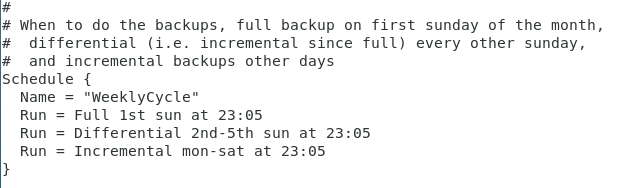 #
# When to do the backups, full backup on first sunday of the month,
#  differential (i.e. incremental since full) every other sunday,
#  and incremental backups other days
Schedule {
  Name = "WeeklyCycle"
  Run = Full 1st sun at 23:05
  Run = Differential 2nd-5th sun at 23:05
  Run = Incremental mon-sat at 23:05
}